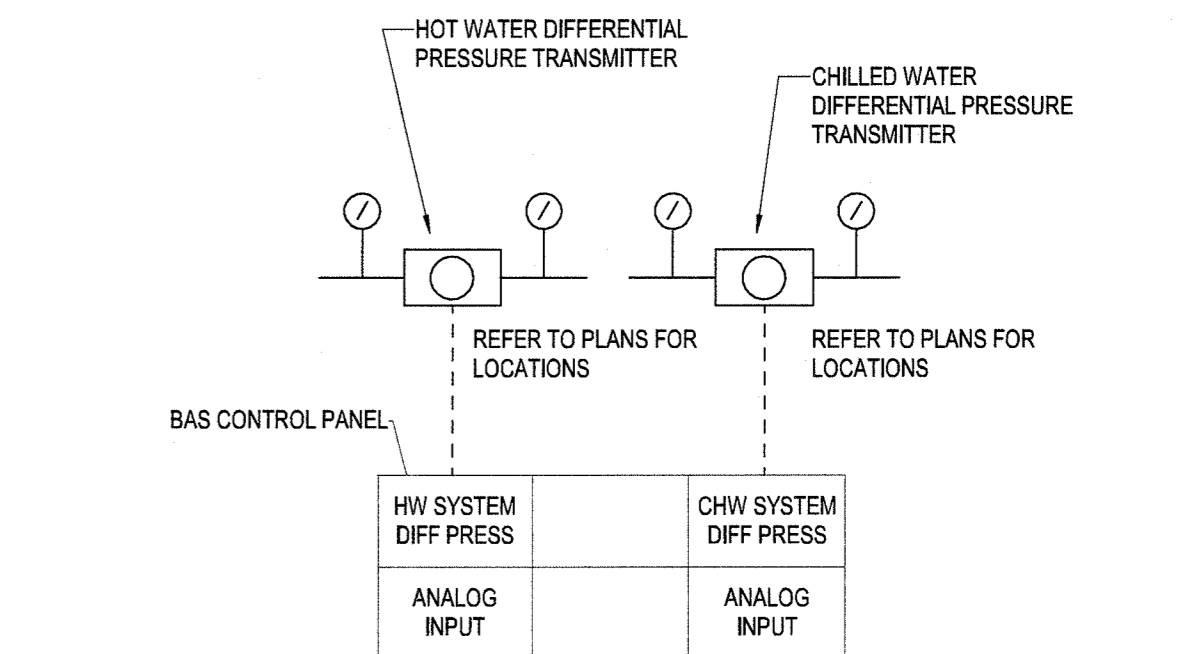 HOT WATER DIFFERENTIAL
PRESSURE TRANSMITTER
CHILLED WATER
DIFFERENTIAL PRESSURE
TRANSMITTER
REFER TO PLANS FOR
LOCATIONS
REFER TO PLANS FOR
LOCATIONS
BAS CONTROL PANEL
HW SYSTEM
DIFF PRESS
CHW SYSTEM
DIFF PRESS
ANALOG
INPUT
ANALOG
INPUT